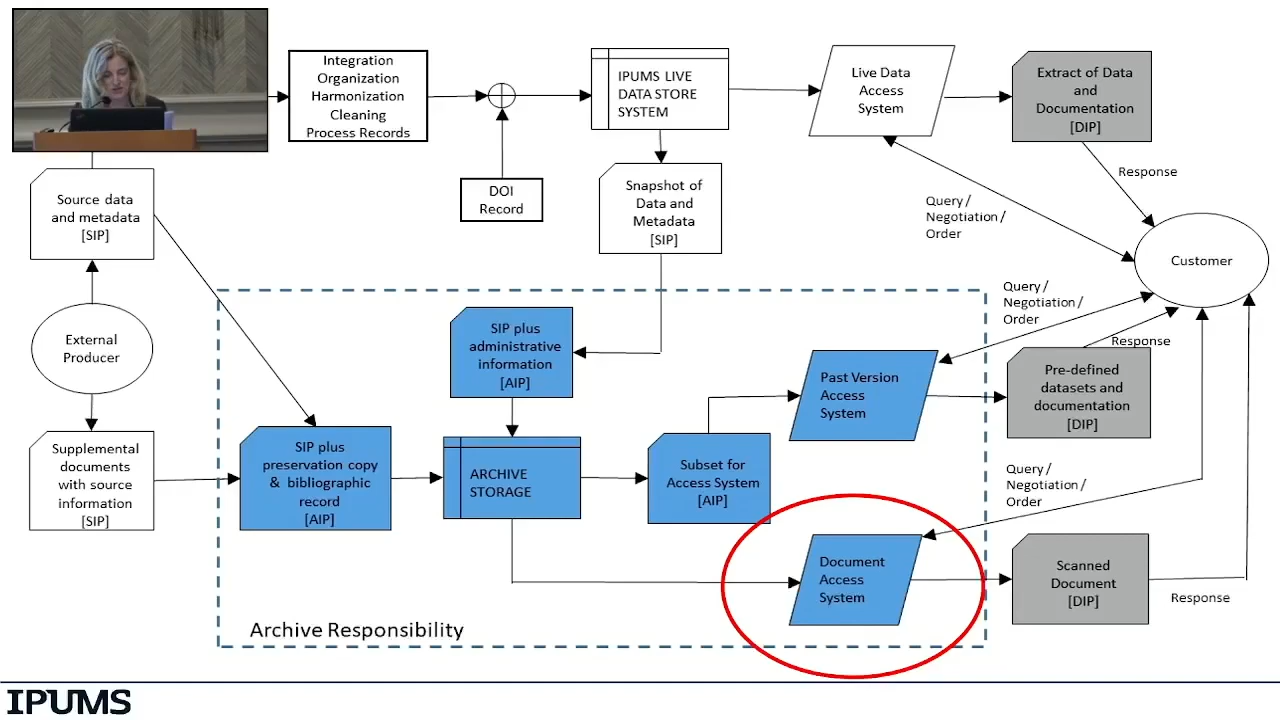 Integration
Organization
Harmonization
Cleaning
Process Records
IPUMS LIVE
DATA STORE
SYSTEM
Live Data
Access
System
Extract of Data
and
Documentation
[DIP]
Response
DOI
Record
Source data
and metadata
[SIP]
Snapshot of
Data and
Metadata
[SIP]
Query /
Negotiation /
Order
Customer
External
Producer
SIP plus
administrative
information
[AIP]
Query /
Negotiation /
Order
Response
Past Version
Access
System
Pre-defined
datasets and
documentation
[DIP]
Supplemental
documents
with source
information
[SIP]
SIP plus
preservation copy
& bibliographic
record
[AIP]
ARCHIVE
STORAGE
Subset for
Access System
[AIP]
Query /
Negotiation /
Order
Document
Access
System
Scanned
Document
[DIP]
Response
Archive Responsibility
IPUMS